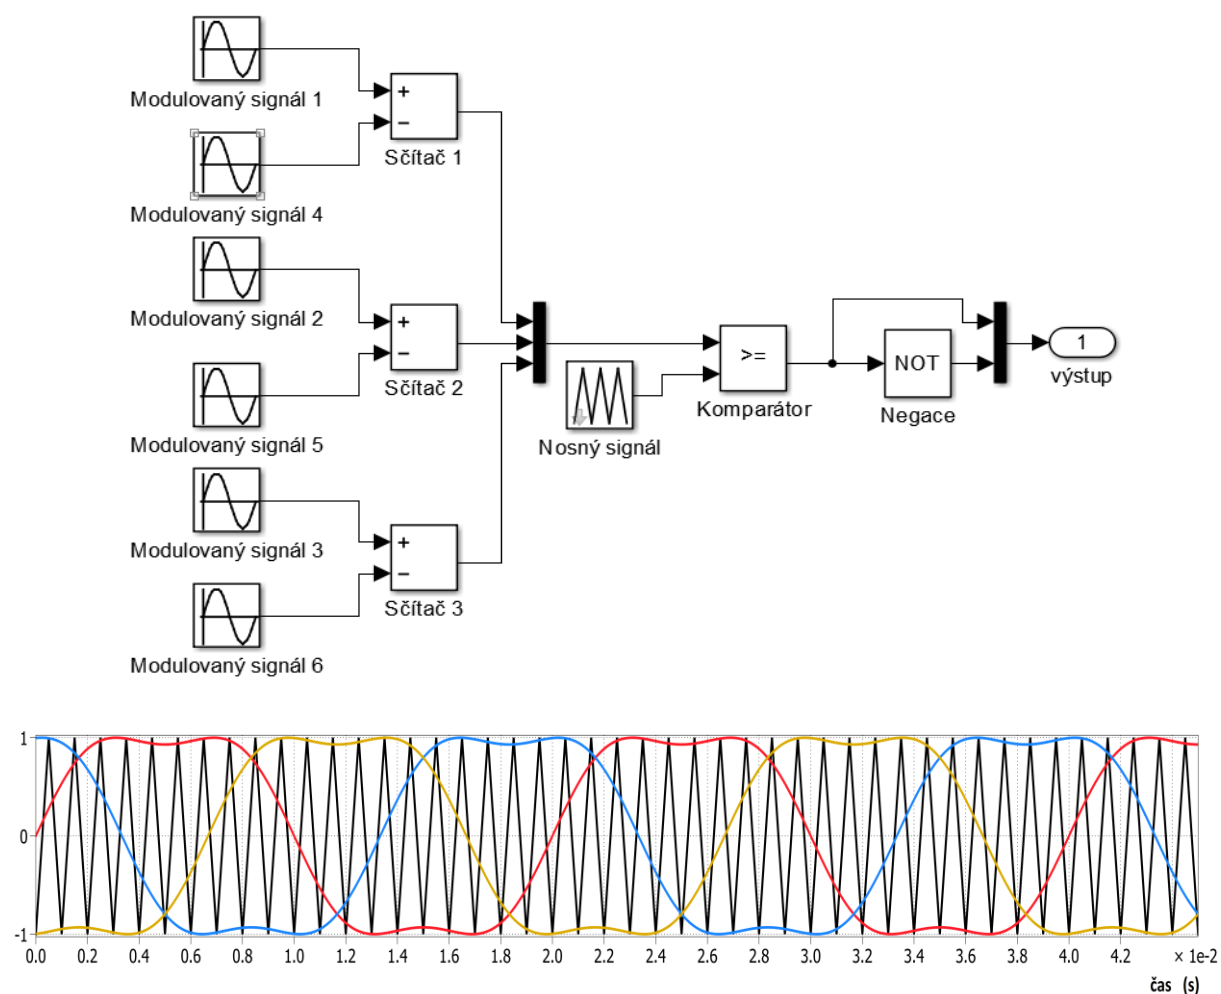 Modulovaný signál 1
+
−
Sčítač 1
Modulovaný signál 4
Modulovaný signál 2
+
−
Sčítač 2
Modulovaný signál 5
Modulovaný signál 3
+
−
Sčítač 3
Modulovaný signál 6
Nosný signál
>=
Komparátor
NOT
Negace
1
výstup
1
0
-1
0.0 0.2 0.4 0.6 0.8 1.0 1.2 1.4 1.6 1.8 2.0 2.2 2.4 2.6 2.8 3.0 3.2 3.4 3.6 3.8 4.0 4.2 × 1e-2
čas (s)